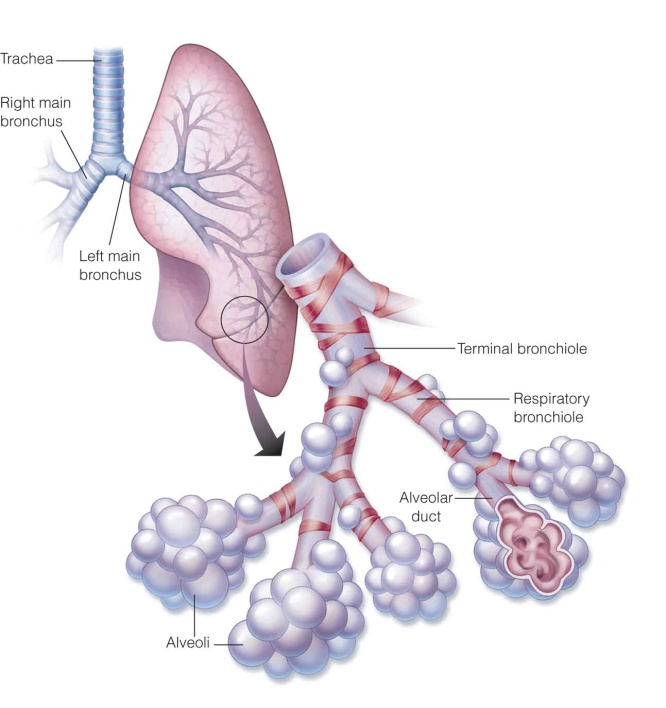 Trachea
Right main
bronchus
Left main
bronchus
Terminal bronchiole
Respiratory
bronchiole
Alveolar
duct
Alveoli